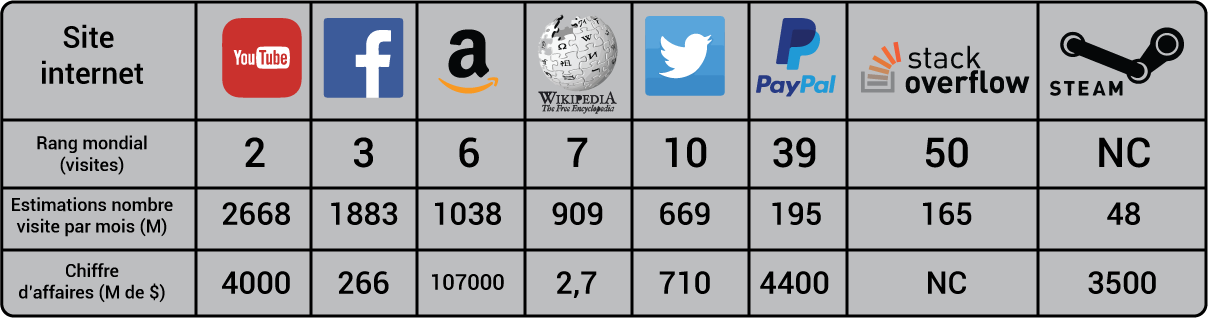 Site
internet
YouTube
f
a
WIKIPEDIA
The Free Encyclopedia
PayPal
stack
overflow
STEAM
Rang mondial
(visites)
2
3
6
7
10
39
50
NC
Estimations nombre
visite par mois (M)
2668
1883
1038
909
669
195
165
48
Chiffre
d'affaires (M de $)
4000
266
107000
2,7
710
4400
NC
3500